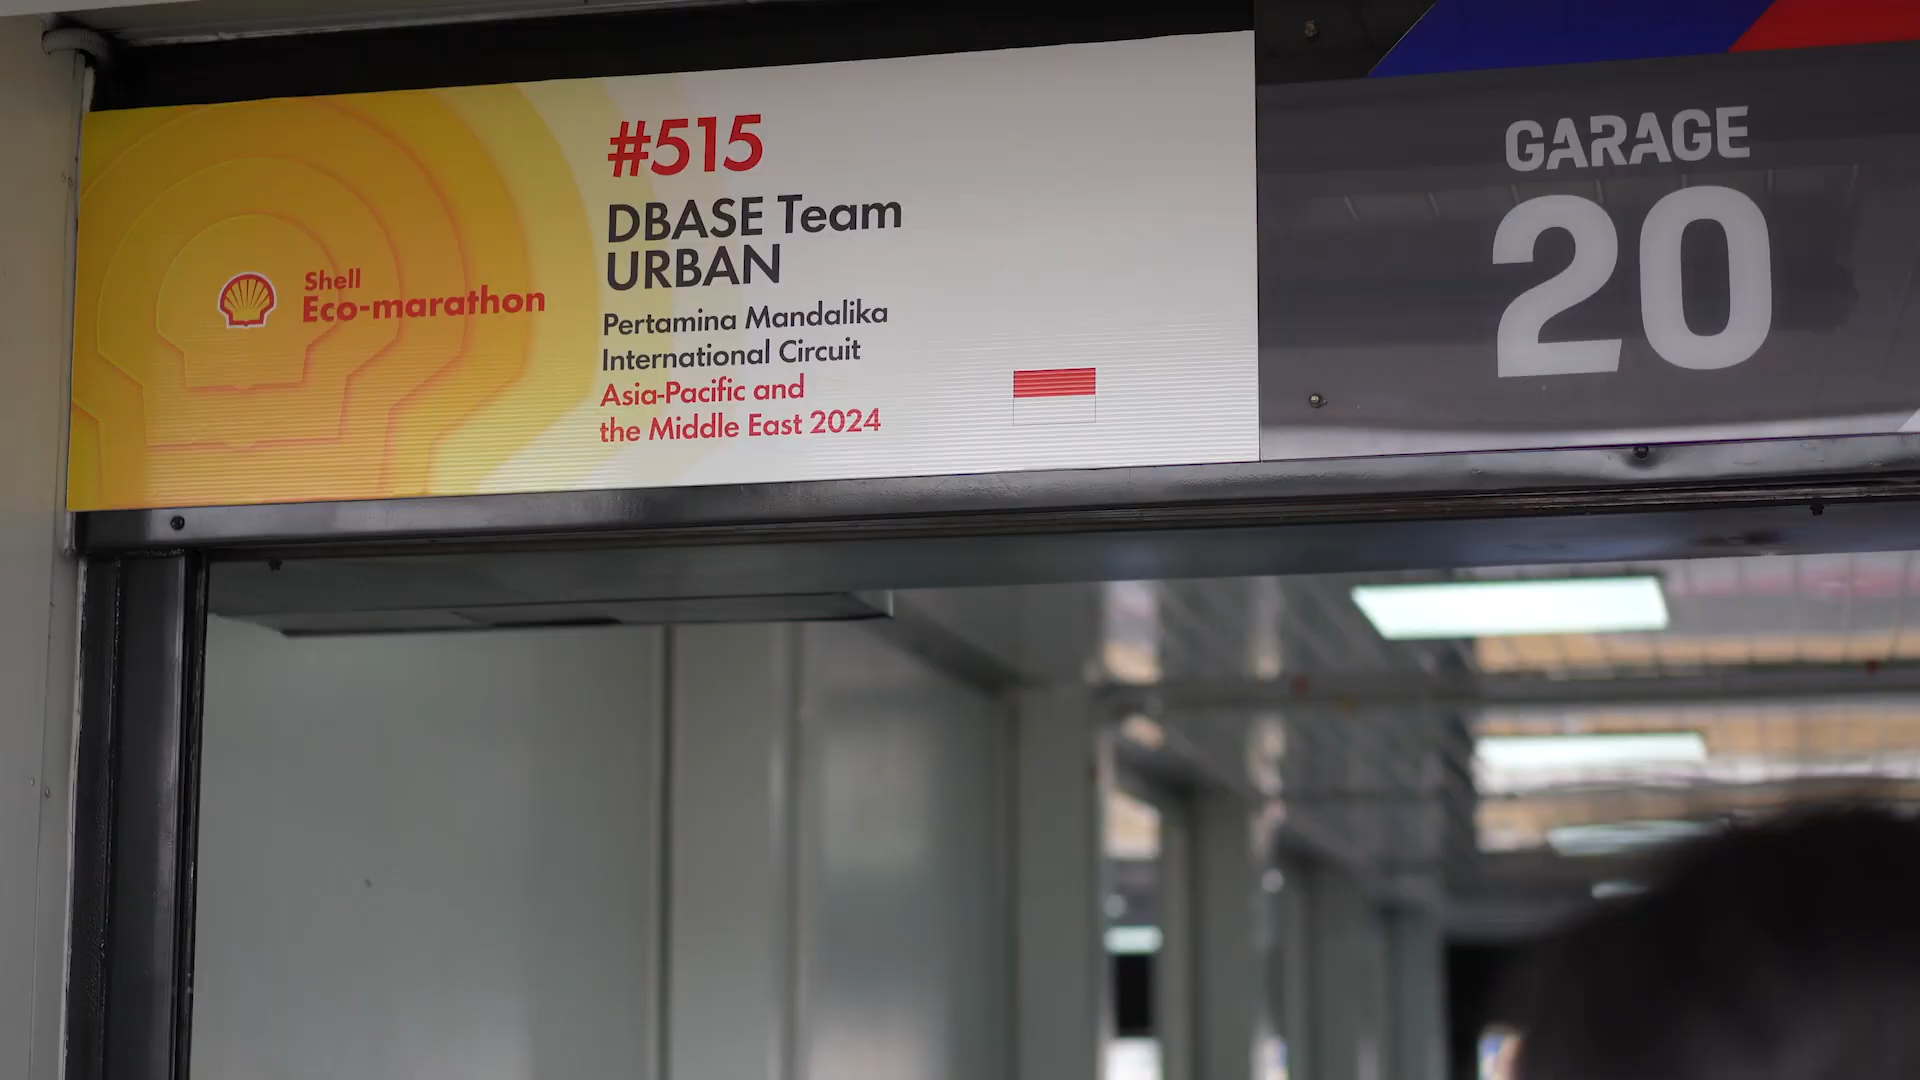 #515
DBASE Team
URBAN
Shell
Eco-marathon
Pertamina Mandalika
International Circuit
Asia-Pacific and
the Middle East 2024
GARAGE
20